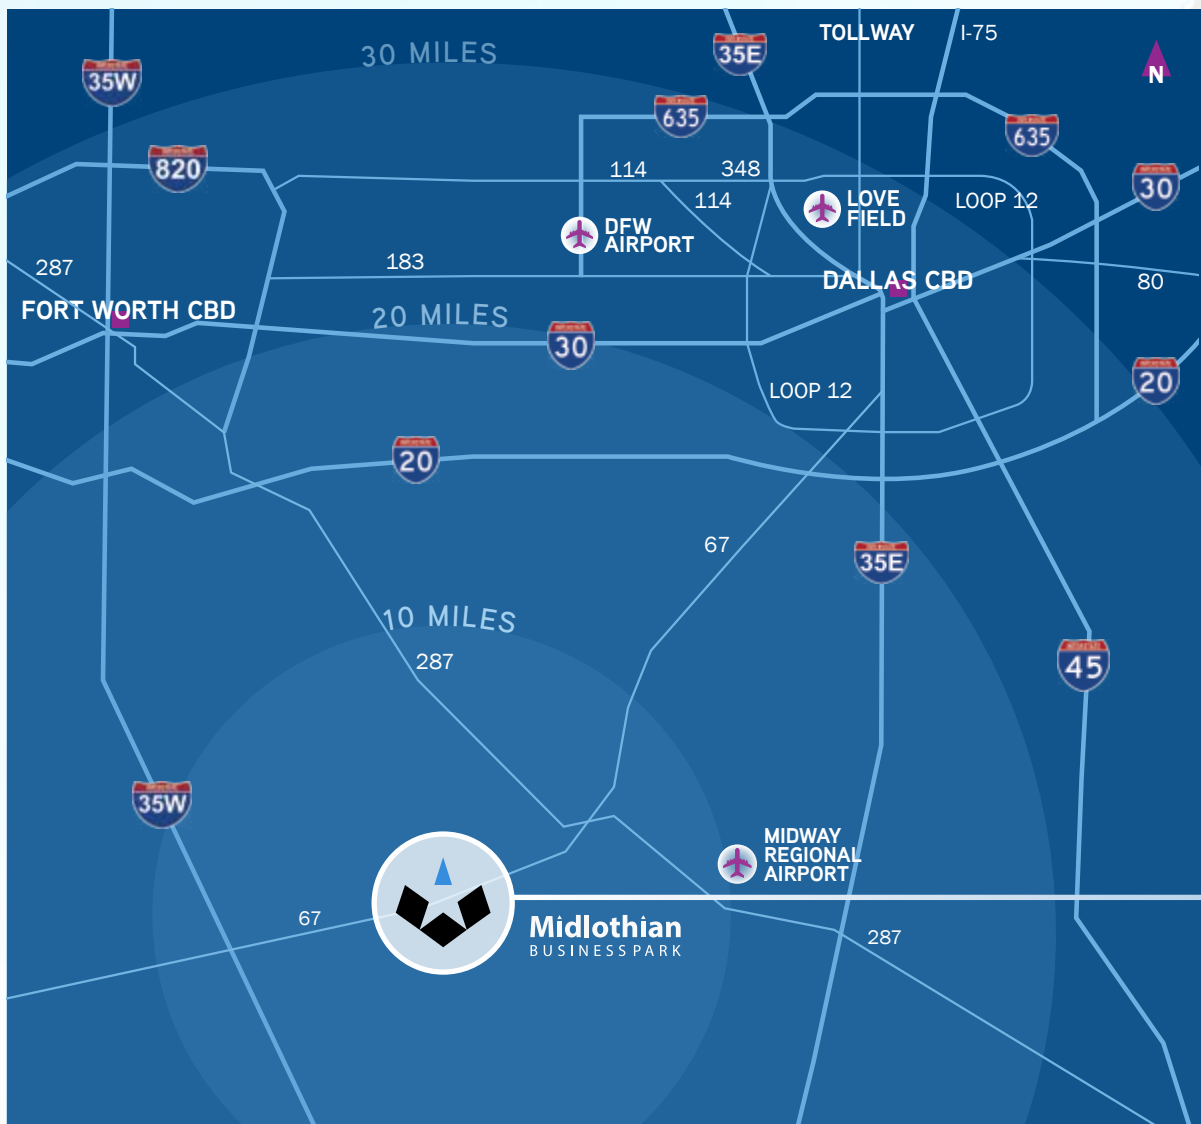 TOLLWAY
I-75
30 MILES
35E
35W
N
635
635
820
114
348
30
114
LOVE
FIELD
LOOP 12
DFW
AIRPORT
287
183
DALLAS CBD
80
FORT WORTH CBD
20 MILES
30
20
LOOP 12
20
67
35E
10 MILES
287
45
35W
MIDWAY
REGIONAL
AIRPORT
67
Midlothian
BUSINESS PARK
287